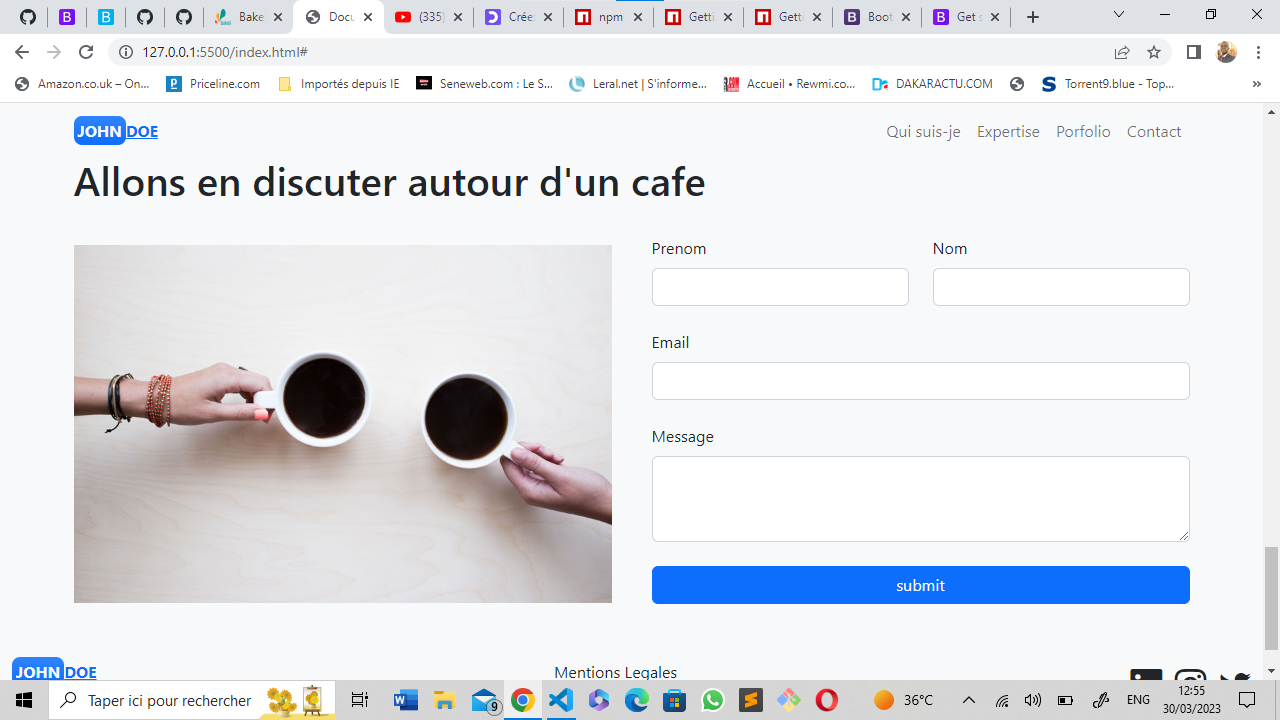 Bake
Docu
(335)
Crée
npm
Getti
Getti
Boot
Get s
127.0.0.1:5500/index.html#
Amazon.co.uk – On...
Priceline.com
Importés depuis IE
Seneweb.com : Le S...
Leral.net | S'informe...
Accueil • Rewmi.co...
DAKARACTU.COM
Torrent9.blue - Top...
»
JOHN DOE
Qui suis-je
Expertise
Porfolio
Contact
Allons en discuter autour d'un cafe
Prenom
Nom
Email
Message
submit
JOHN DOE
Mentions Legales
Taper ici pour rechercher
9
36°C
ENG
12:55
30/03/2023